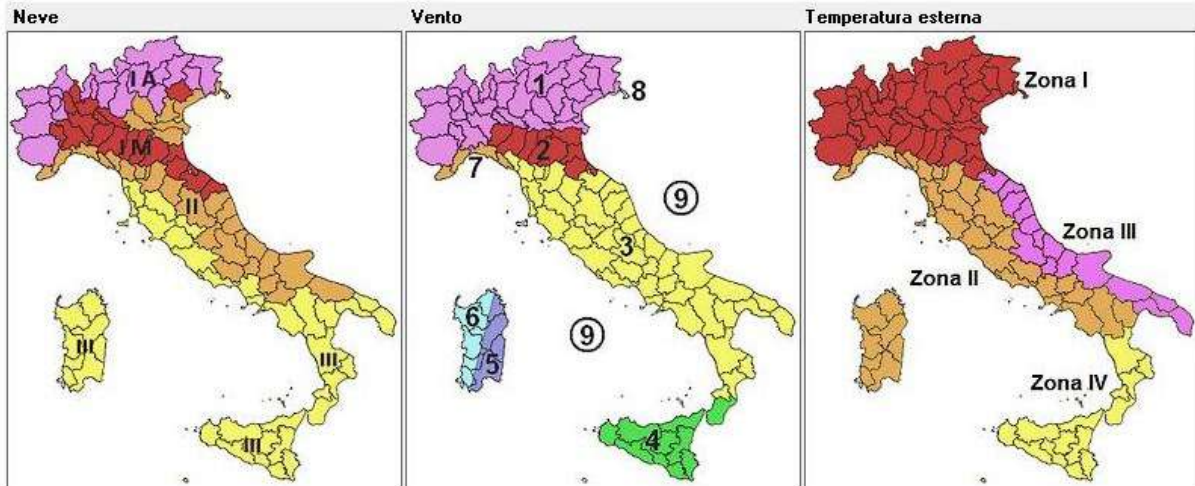 Neve
I A
I M
II
III
III
III
Vento
1
8
2
7
9
3
6
9
5
4
Temperatura esterna
Zona I
Zona III
Zona II
Zona IV